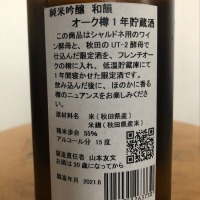 純米吟醸 和韻
オーク樽1年貯蔵酒
この商品はシャルドネ用のワイ
ン酵母と、秋田のUT-2酵母で
仕込んだ限定酒を、フレンチオー
クの樽に入れ、低温貯蔵庫にて
1年間寝かせた限定酒です。
飲み込んだ後に、ほのかに香る
樽のニュアンスをお楽しみくださ
い。
原材料名 米(秋田県産)
米麹(秋田県産米)
精米歩合 55%
アルコール分 15度
製造責任者 山本友文
お酒は20歳になってから
製造年月 2021.6